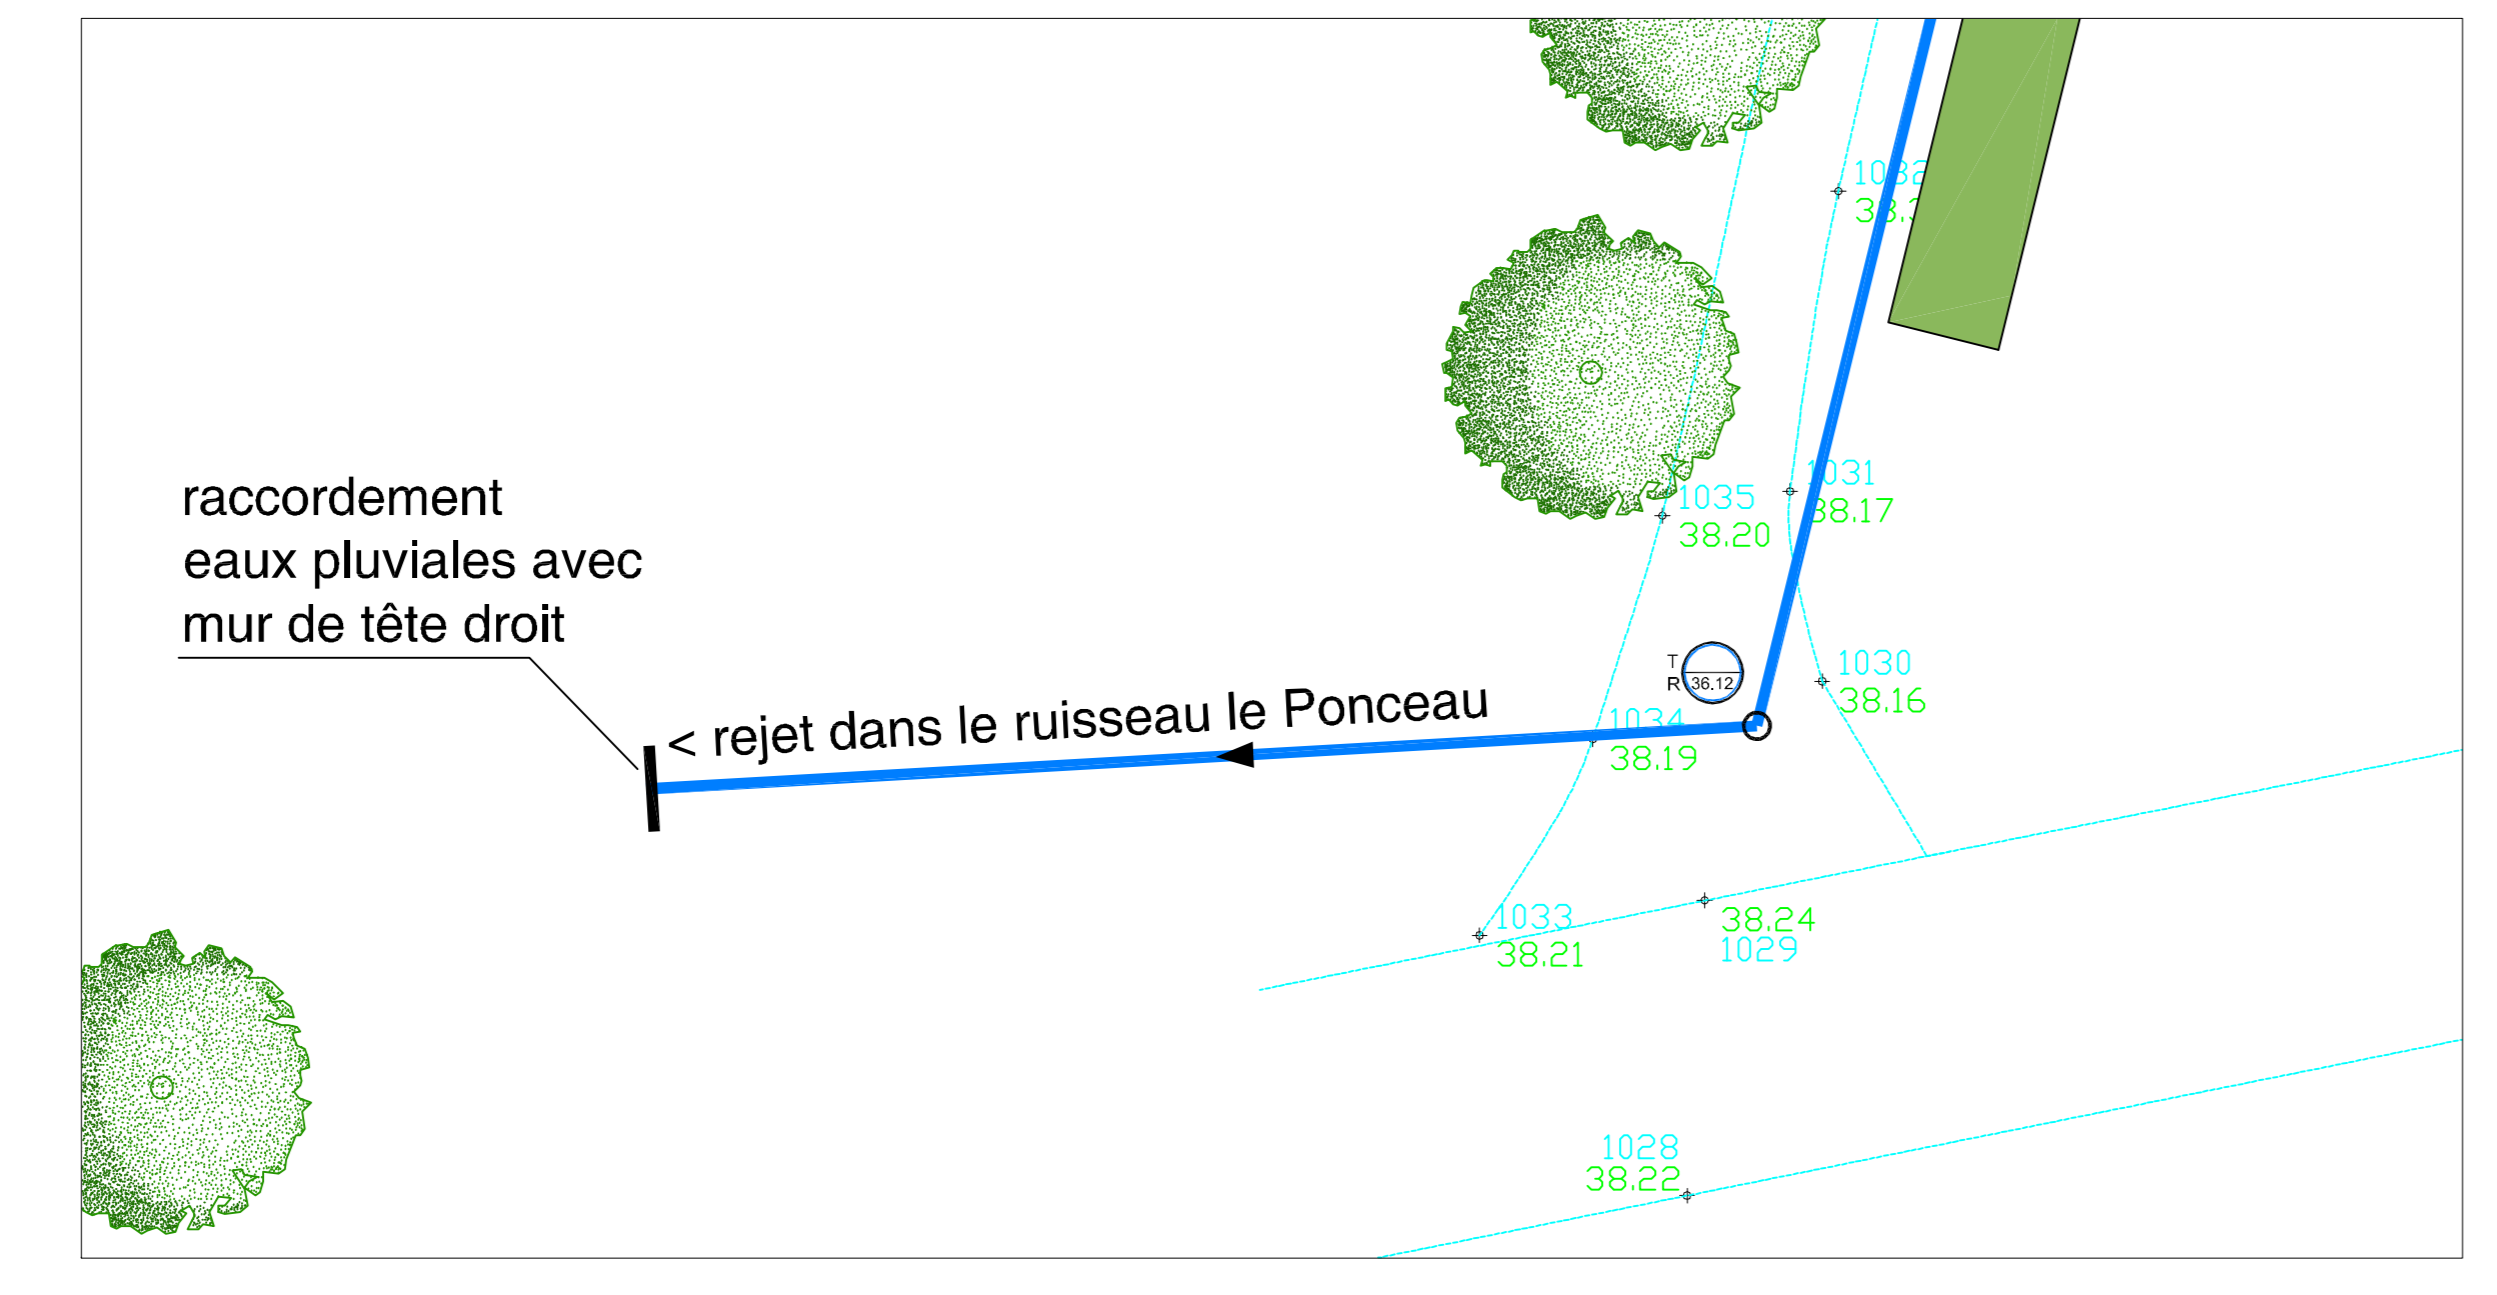 1031
38.17
1035
38.20
raccordement
eaux pluviales avec
mur de tête droit
T
R 36.12
1030
38.16
< rejet dans le ruisseau le Ponceau
1034
38.19
1033
38.21
38.24
1029
1028
38.22